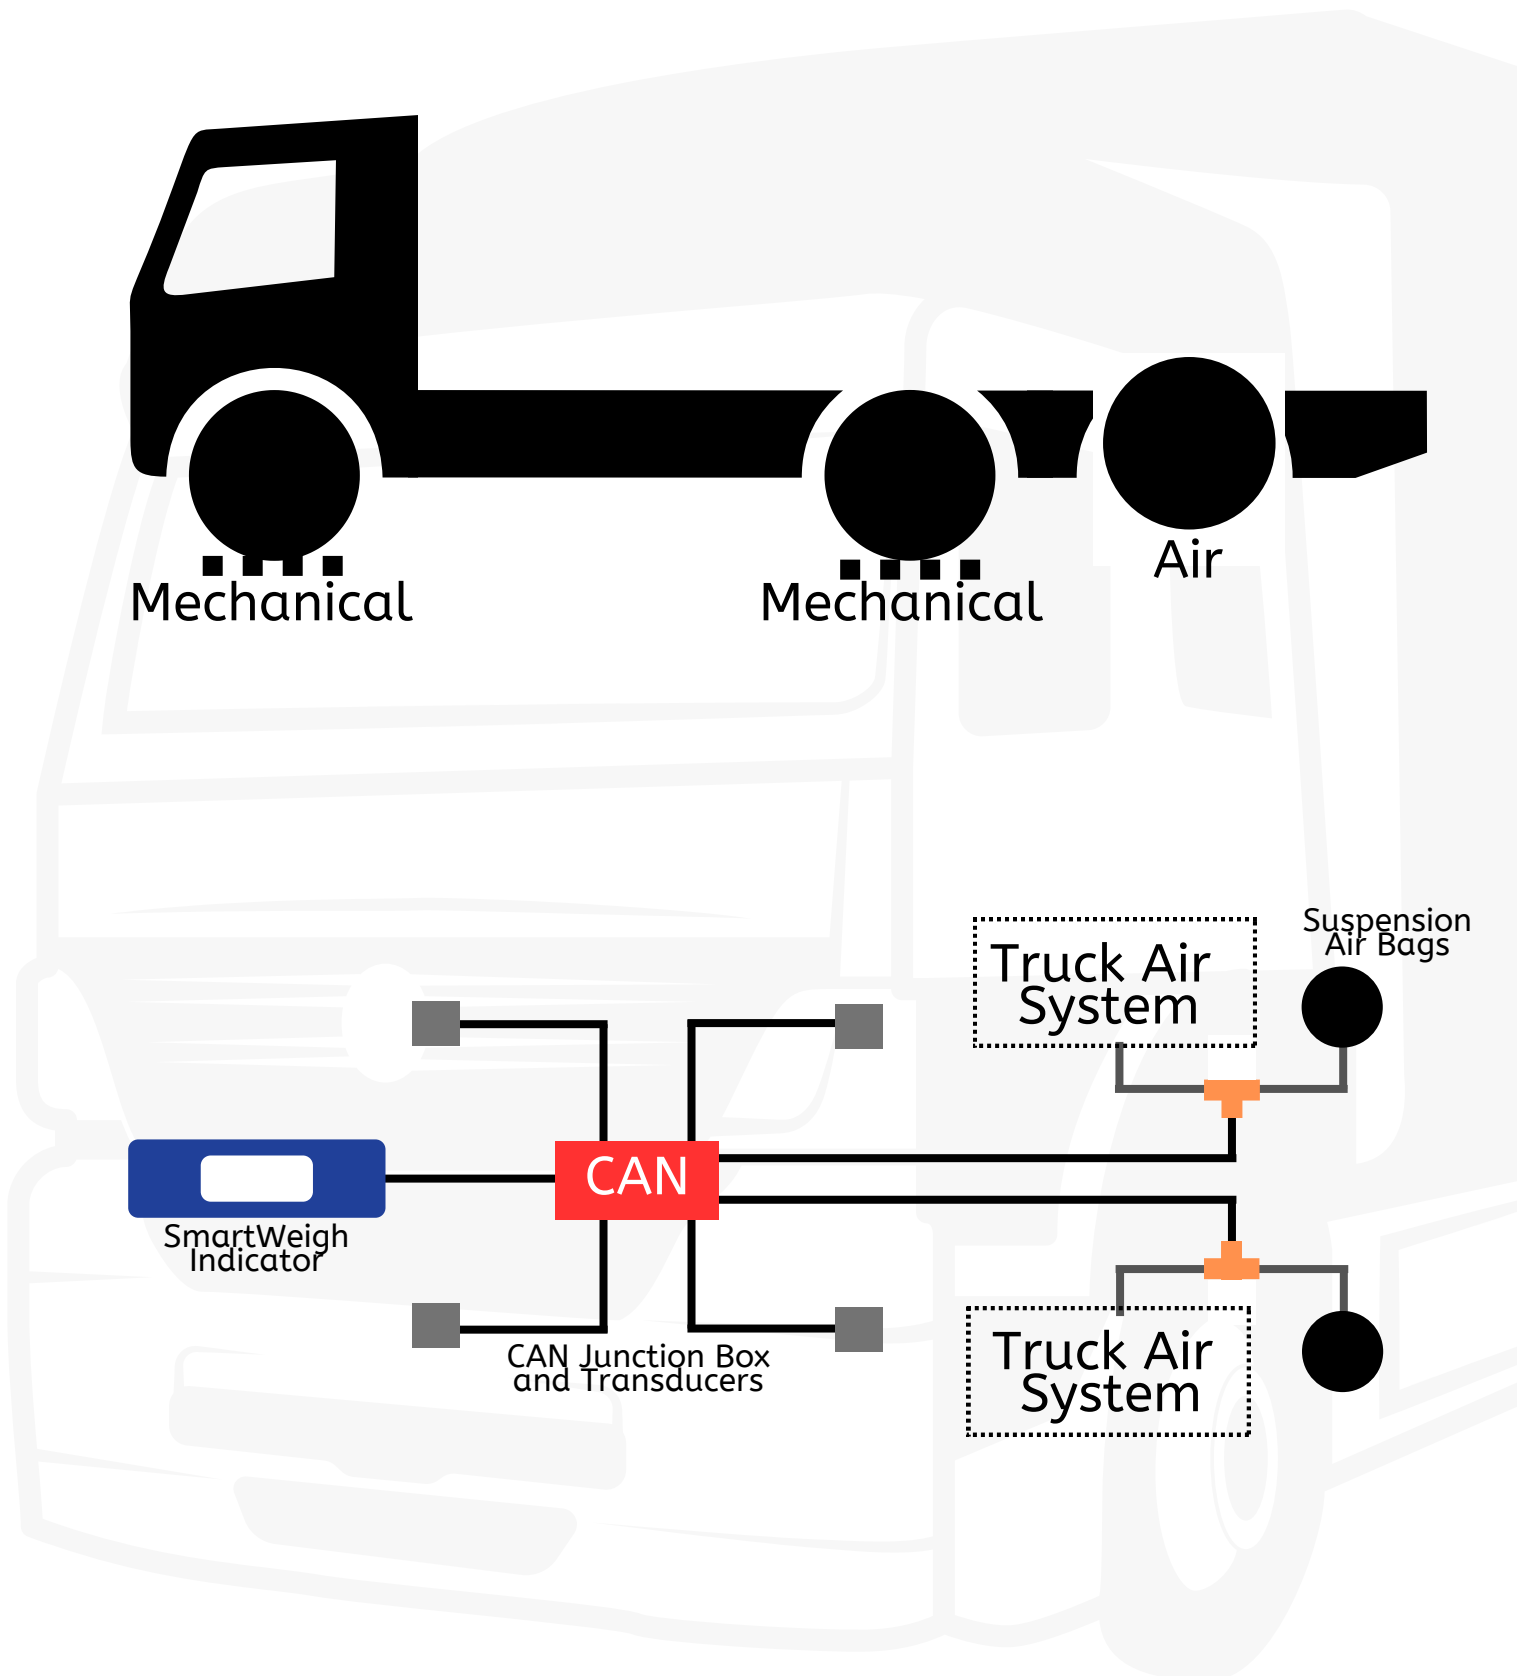 Air
Mechanical
Mechanical
Suspension
Air Bags
Truck Air
System
CAN
SmartWeigh
Indicator
CAN Junction Box
and Transducers
Truck Air
System